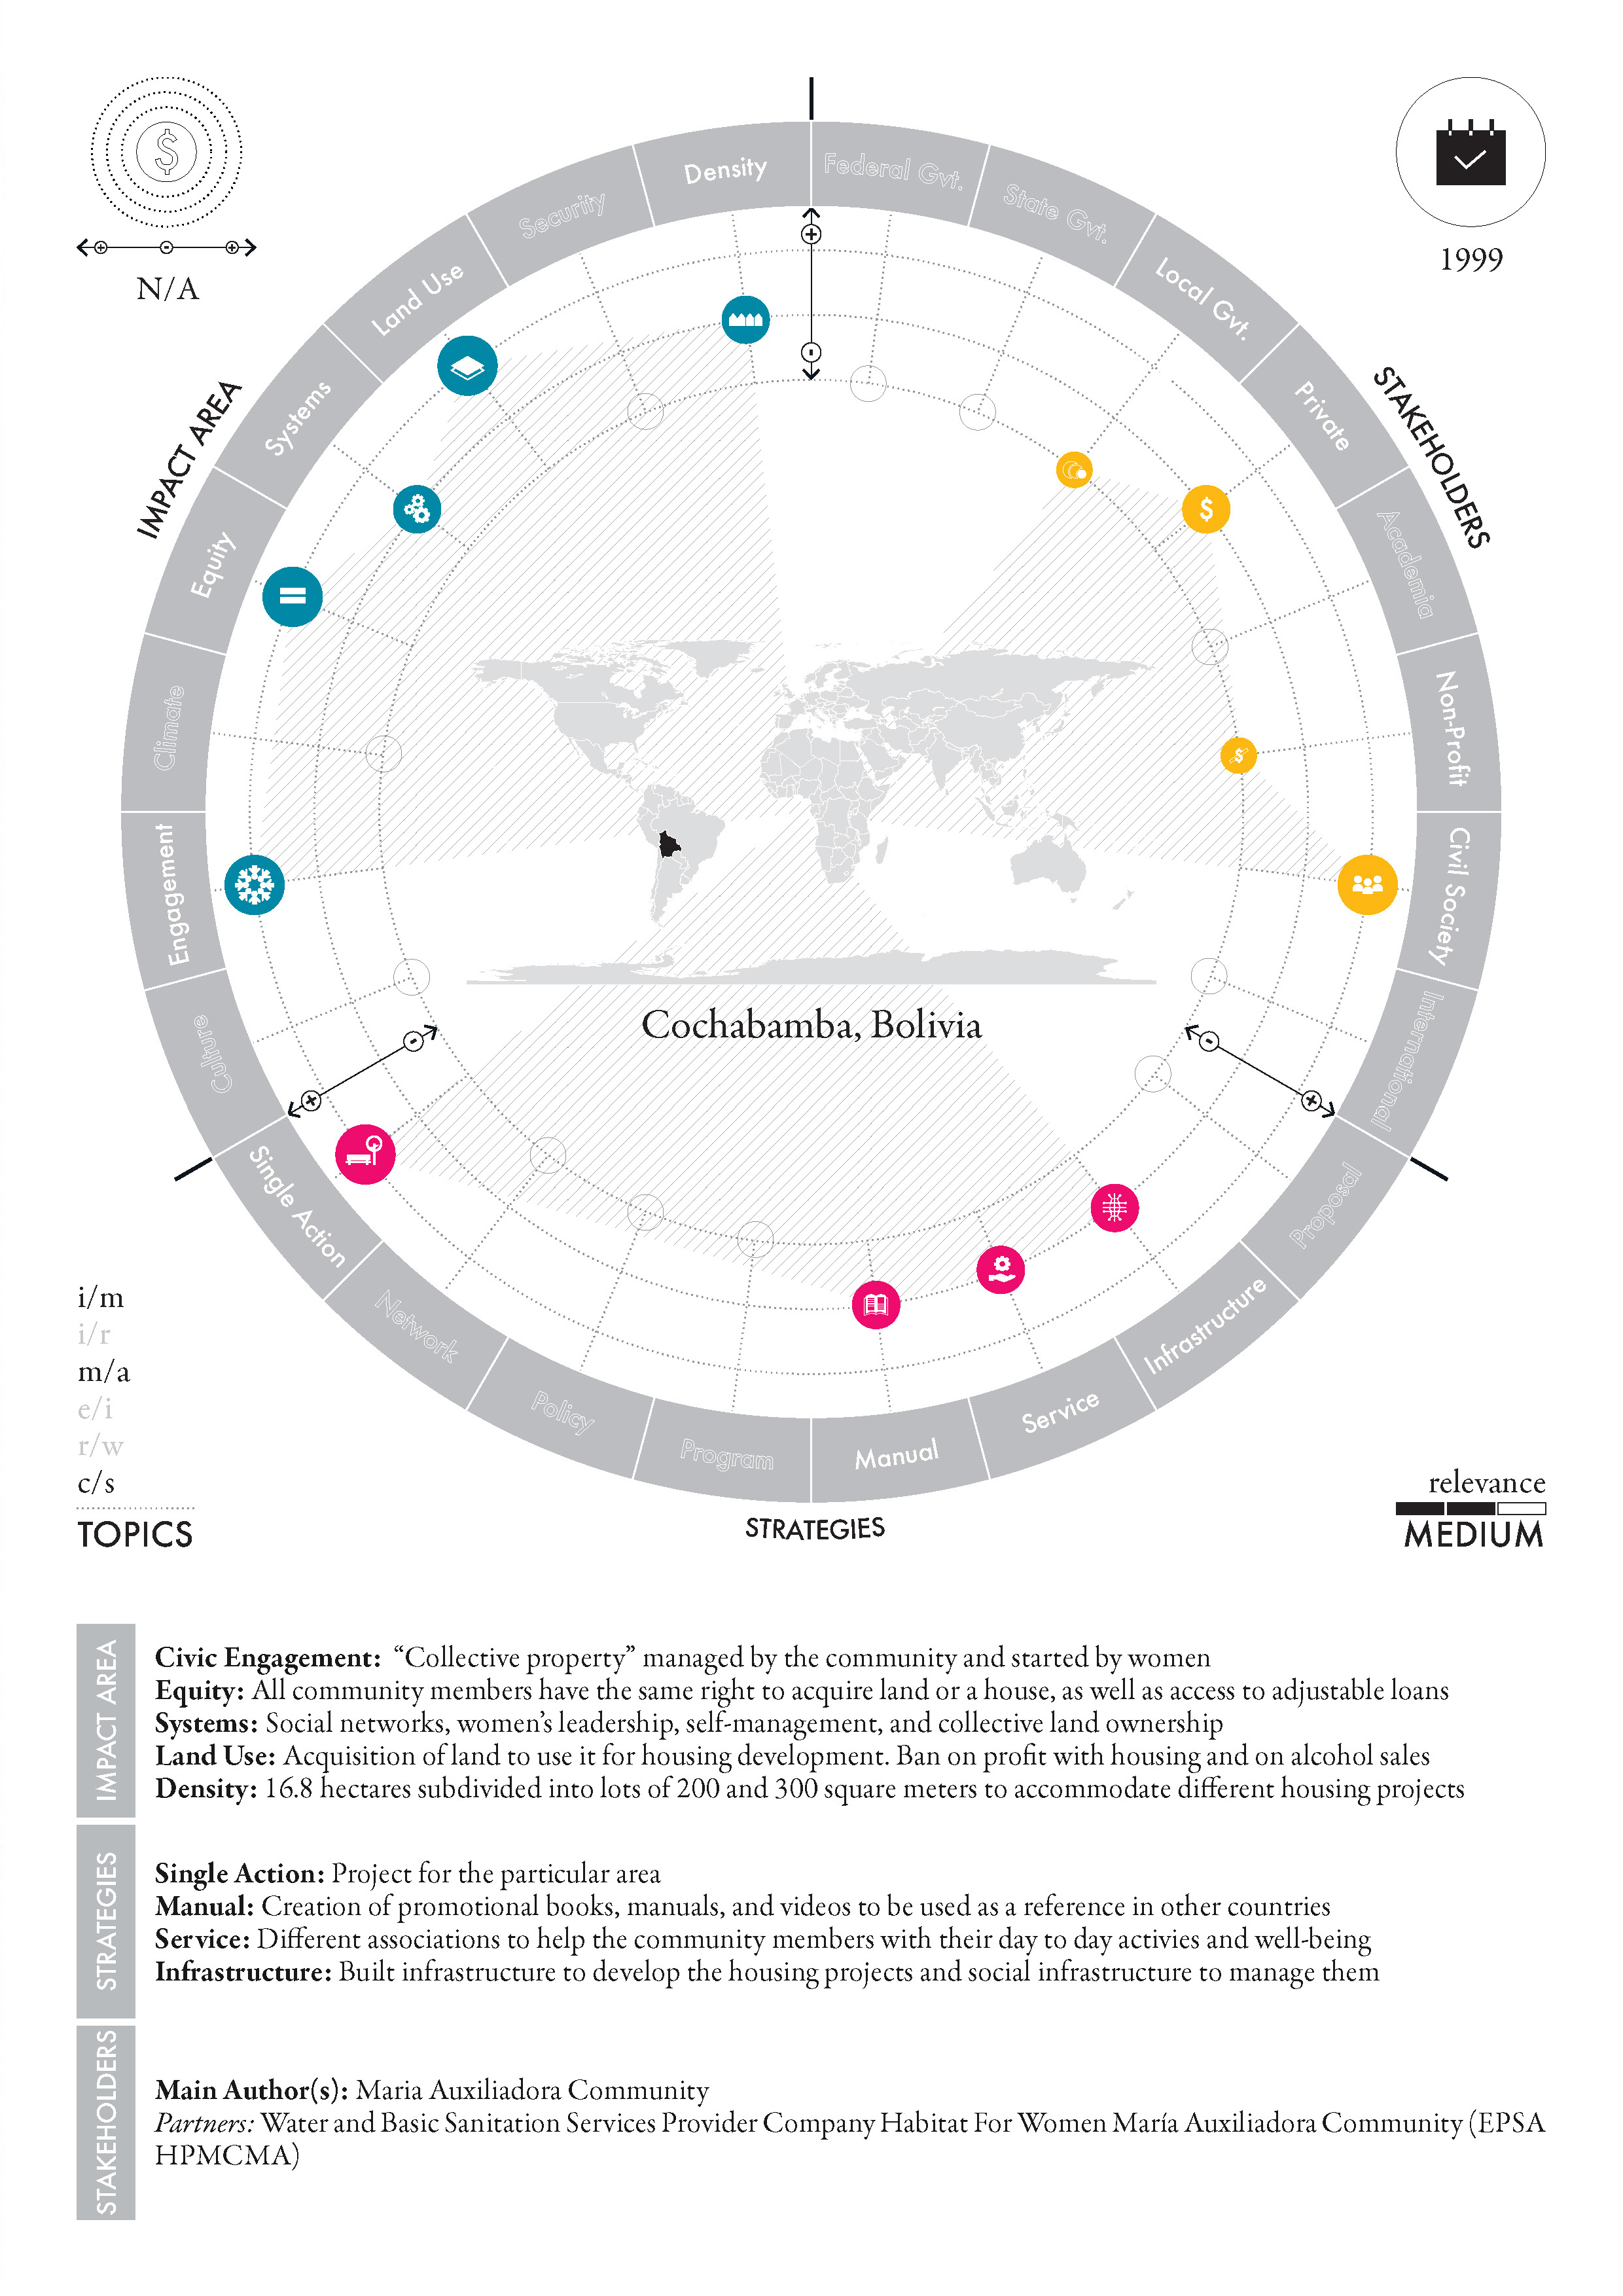 $
N/A
1999
IMPACT AREA
STAKEHOLDERS
Density
Federal Gvt.
State Gvt.
Local Gvt.
Private
Academia
Non-Profit
Civil Society
International
Proposal
Infrastructure
Service
Manual
Program
Policy
Network
Single Action
Culture
Engagement
Climate
Equity
Systems
Land Use
Security
$
$
Cochabamba, Bolivia
i/m
i/r
m/a
e/i
r/w
c/s
TOPICS
STRATEGIES
relevance
MEDIUM
IMPACT AREA
Civic Engagement: “Collective property” managed by the community and started by women
Equity: All community members have the same right to acquire land or a house, as well as access to adjustable loans
Systems: Social networks, women’s leadership, self-management, and collective land ownership
Land Use: Acquisition of land to use it for housing development. Ban on profit with housing and on alcohol sales
Density: 16.8 hectares subdivided into lots of 200 and 300 square meters to accommodate different housing projects
STRATEGIES
Single Action: Project for the particular area
Manual: Creation of promotional books, manuals, and videos to be used as a reference in other countries
Service: Different associations to help the community members with their day to day activies and well-being
Infrastructure: Built infrastructure to develop the housing projects and social infrastructure to manage them
STAKEHOLDERS
Main Author(s): Maria Auxiliadora Community
Partners: Water and Basic Sanitation Services Provider Company Habitat For Women María Auxiliadora Community (EPSA
HPMCMA)